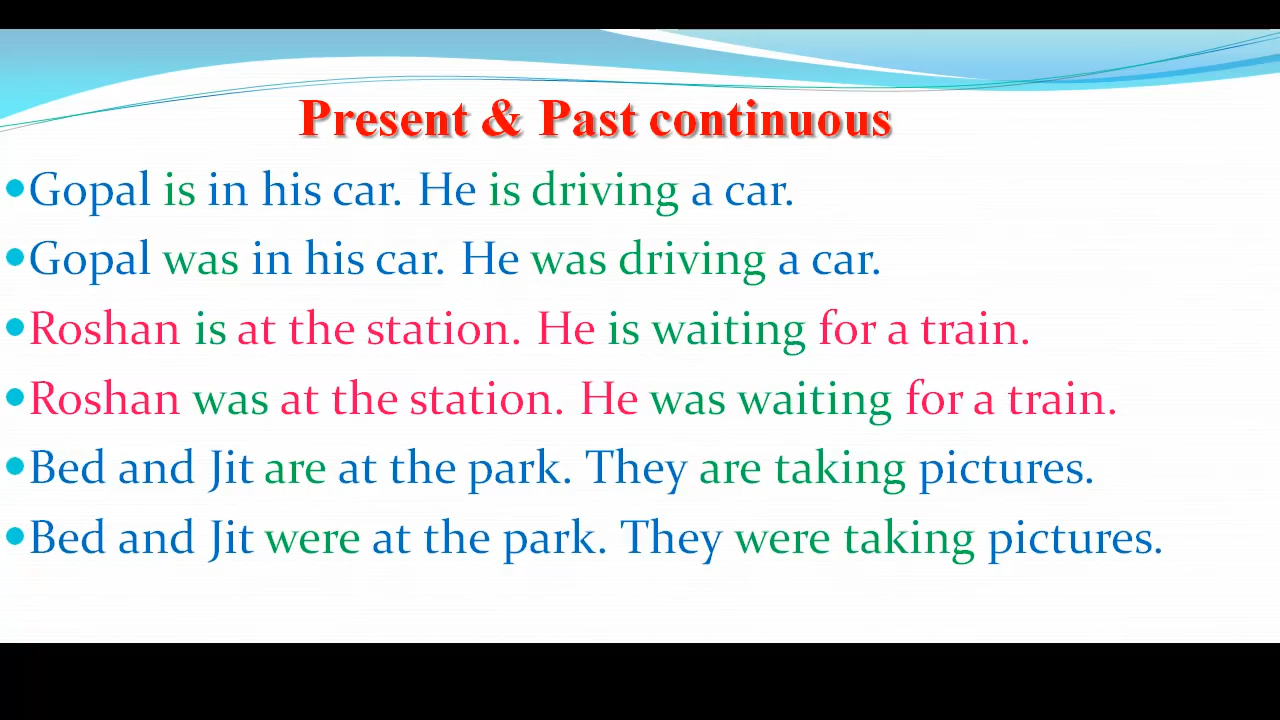 Present & Past continuous
•Gopal is in his car. He is driving a car.
•Gopal was in his car. He was driving a car.
•Roshan is at the station. He is waiting for a train.
•Roshan was at the station. He was waiting for a train.
•Bed and Jit are at the park. They are taking pictures.
•Bed and Jit were at the park. They were taking pictures.